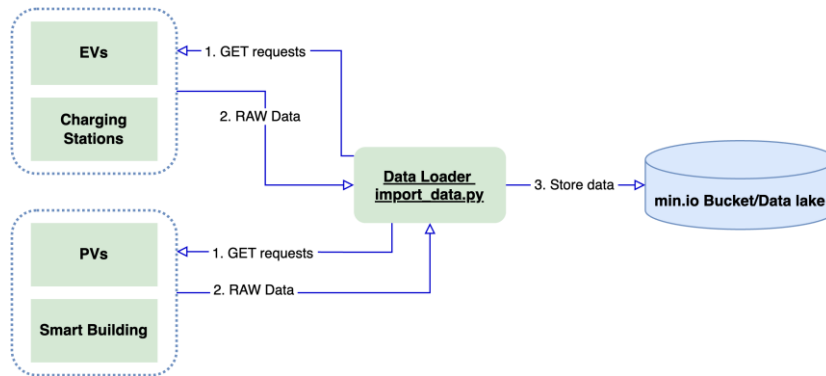 EVs
Charging
Stations
1. GET requests
2. RAW Data
Data Loader
import_data.py
3. Store data
min.io Bucket/Data lake
PVs
Smart Building
1. GET requests
2. RAW Data